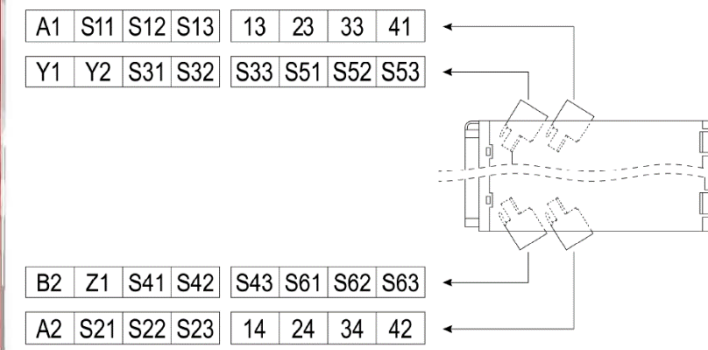 A1 S11 S12 S13 13 23 33 41
Y1 Y2 S31 S32 S33 S51 S52 S53
B2 Z1 S41 S42 S43 S61 S62 S63
A2 S21 S22 S23 14 24 34 42